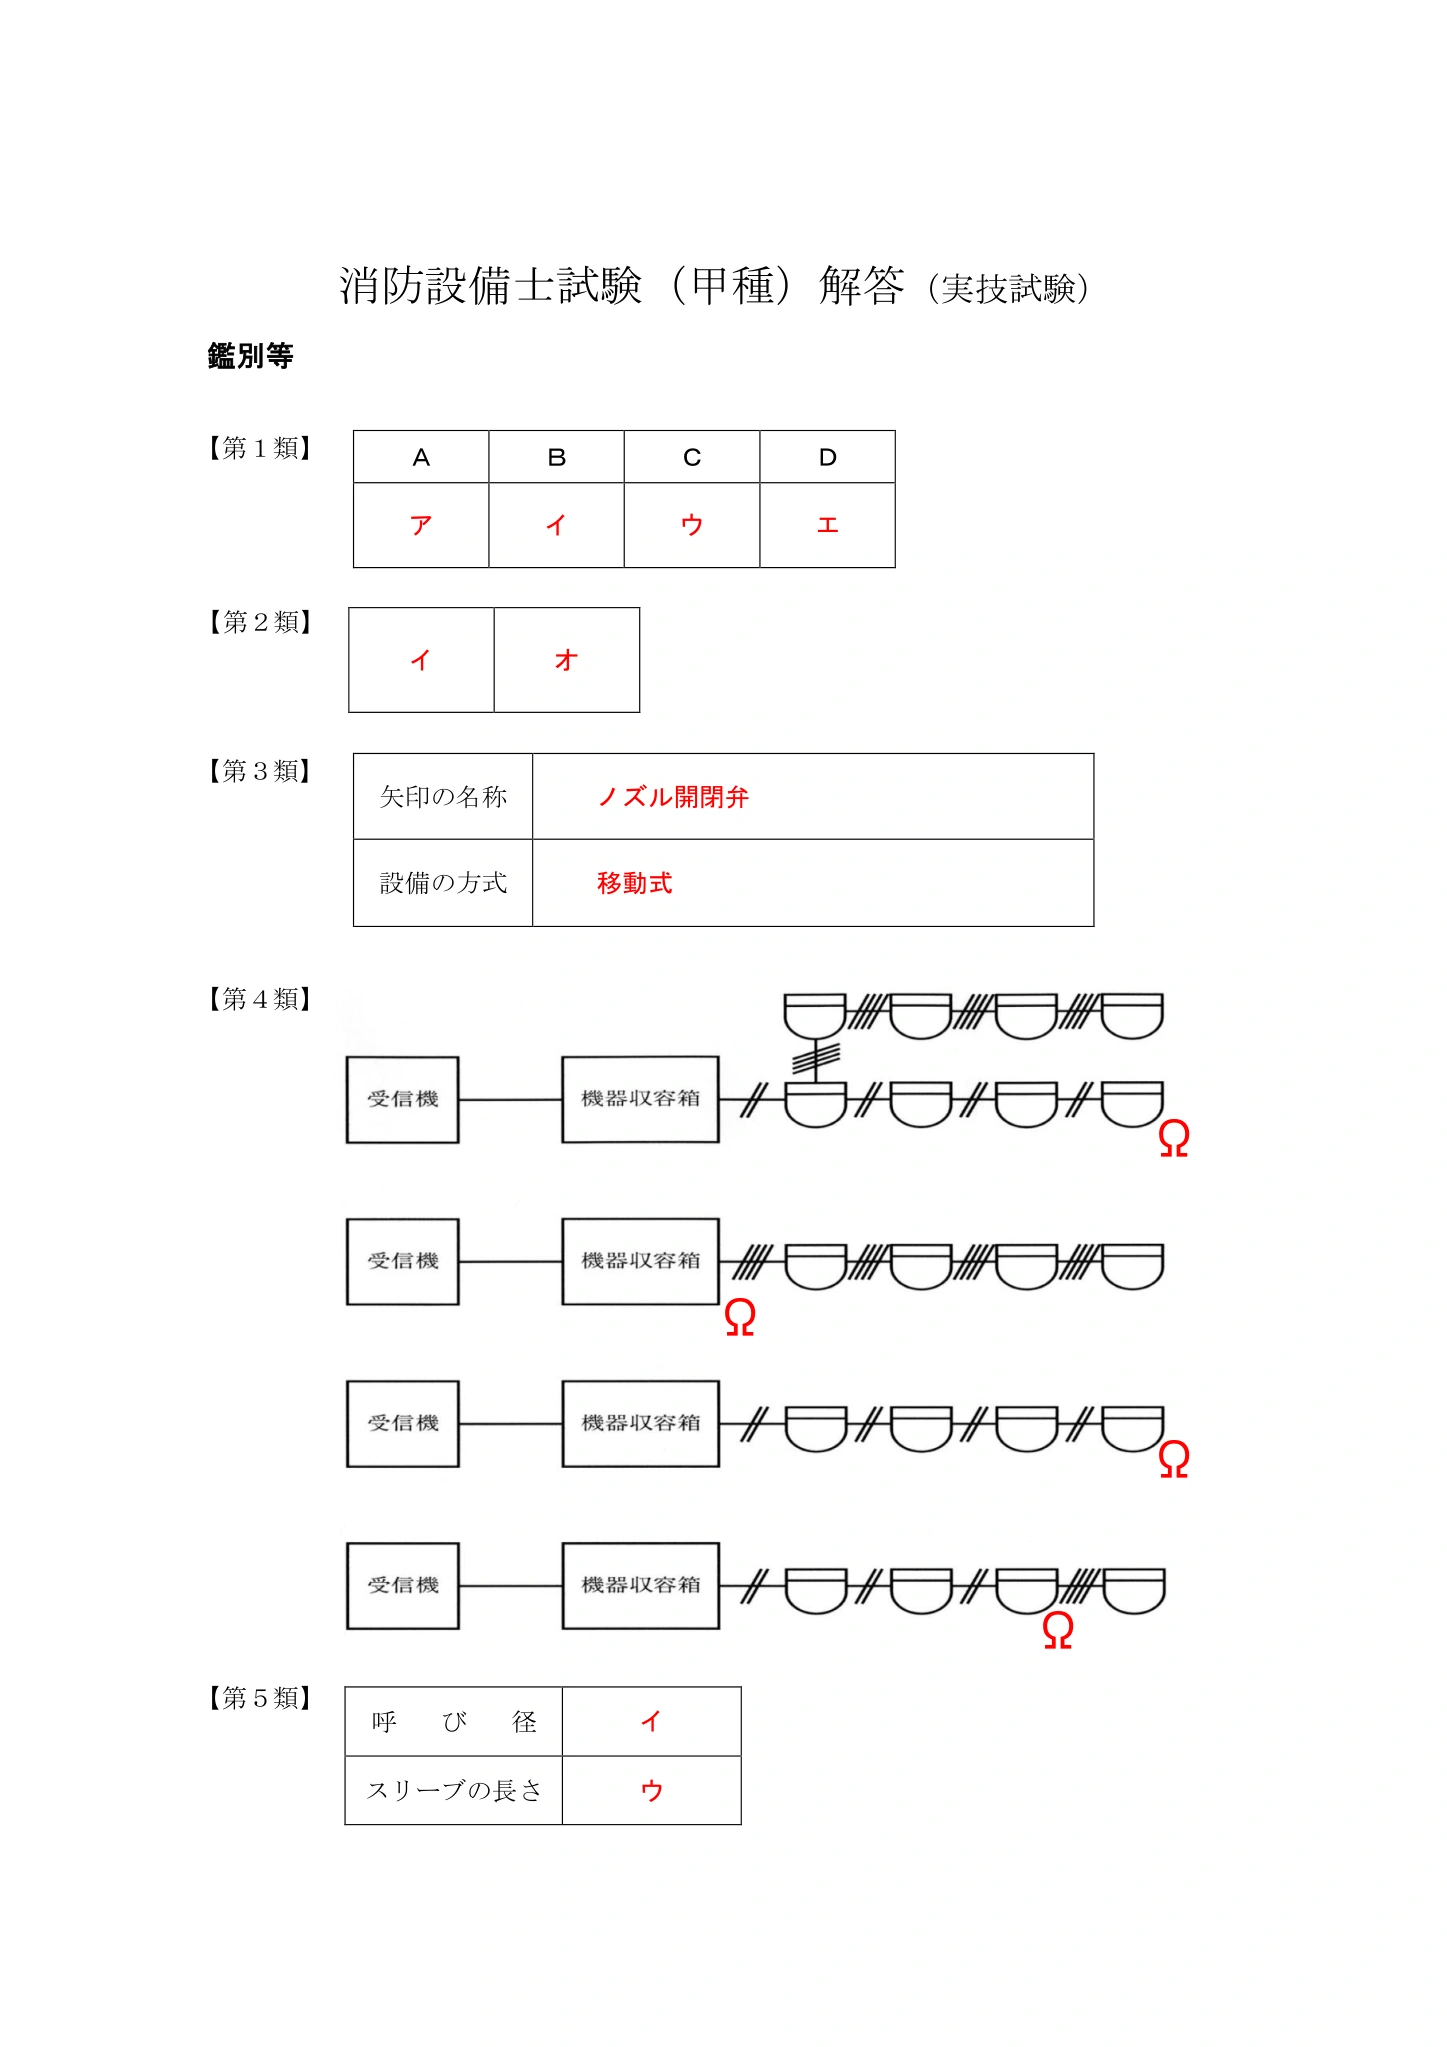 消防設備士試験（甲種）解答（実技試験）
鑑別等
【第１類】
Ａ Ｂ Ｃ Ｄ
ア イ ウ エ
【第２類】
イ オ
【第３類】
矢印の名称 ノズル開閉弁
設備の方式 移動式
【第４類】
受信機 機器収容箱
Ω
受信機 機器収容箱
Ω
受信機 機器収容箱
Ω
受信機 機器収容箱
Ω
【第５類】
呼び径 イ
スリーブの長さ ウ